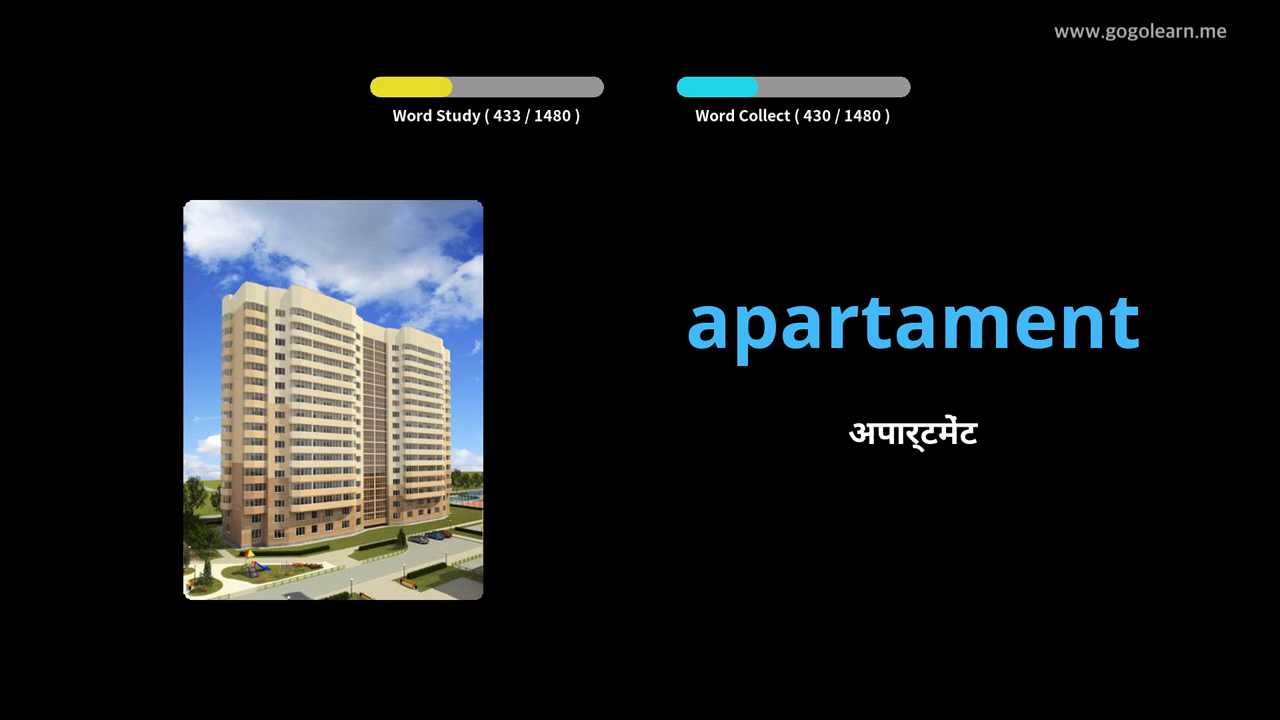 www.gogolearn.me
Word Study ( 433 / 1480 )
Word Collect ( 430 / 1480 )
apartament
अपार्टमेंट